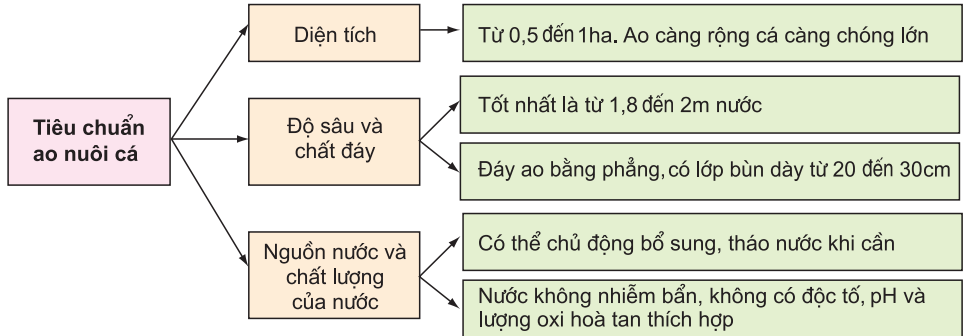 Tiêu chuẩn
ao nuôi cá
Diện tích
Từ 0,5 đến 1ha. Ao càng rộng cá càng chóng lớn
Độ sâu và
chất đáy
Tốt nhất là từ 1,8 đến 2m nước
Đáy ao bằng phẳng, có lớp bùn dày từ 20 đến 30cm
Nguồn nước và
chất lượng
của nước
Có thể chủ động bổ sung, tháo nước khi cần
Nước không nhiễm bẩn, không có độc tố, pH và
lượng oxi hoà tan thích hợp